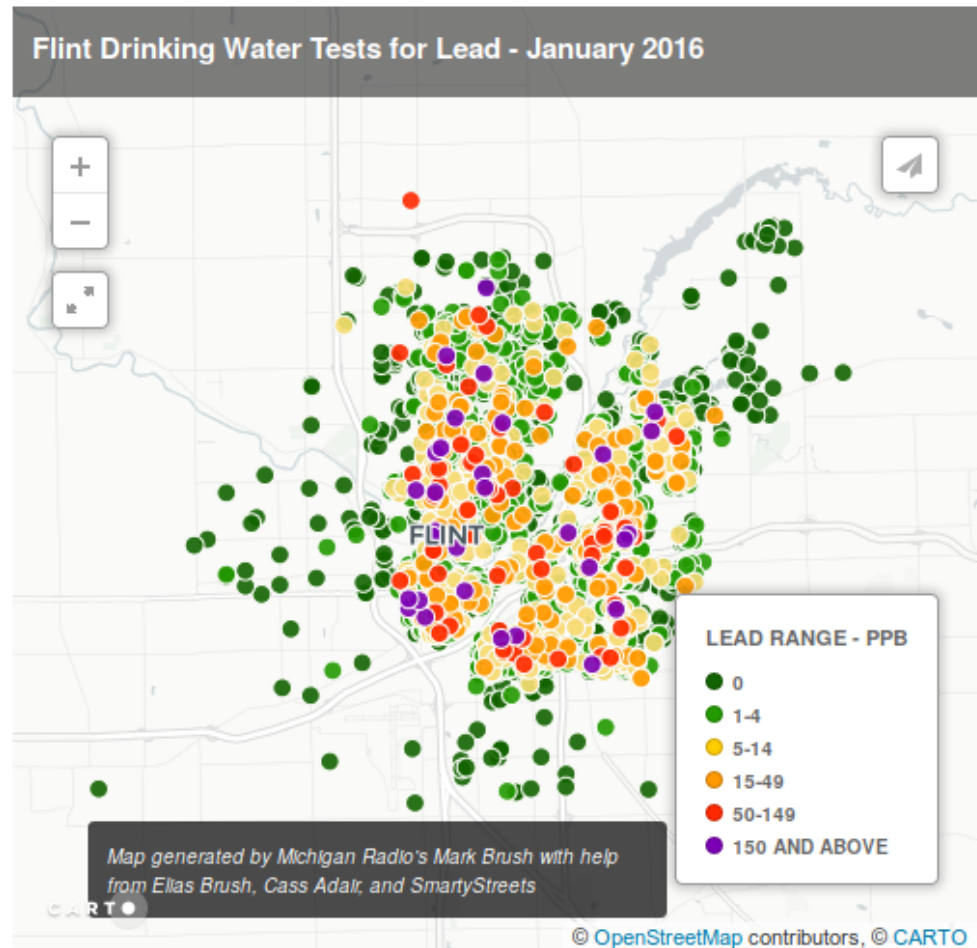 Flint Drinking Water Tests for Lead - January 2016
+
−
FLINT
LEAD RANGE - PPB
0
1-4
5-14
15-49
50-149
150 AND ABOVE
Map generated by Michigan Radio's Mark Brush with help
from Elias Brush, Cass Adair, and SmartyStreets
CARTO
© OpenStreetMap contributors, © CARTO